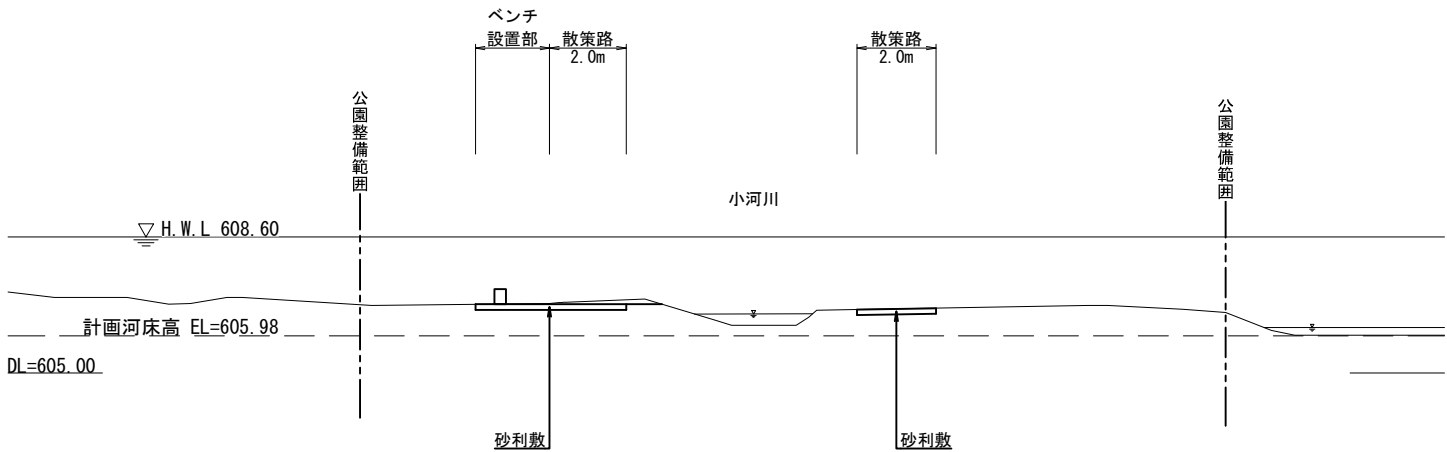 ベンチ
設置部
散策路
2.0m
散策路
2.0m
公園整備範囲
公園整備範囲
小河川
H.W.L 608.60
計画河床高 EL=605.98
DL=605.00
砂利敷
砂利敷